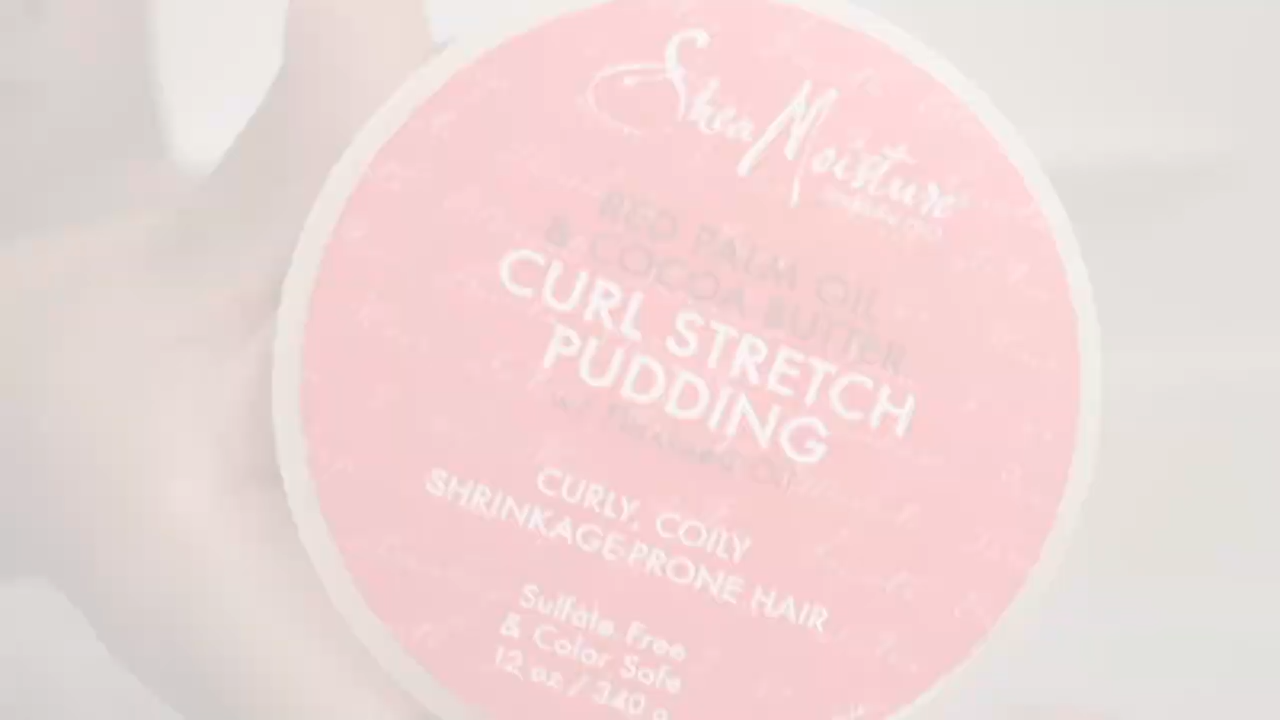 SheaMoisture
RED PALM OIL
& COCOA BUTTER
CURL STRETCH
PUDDING
CURLY, COILY
SHRINKAGE-PRONE HAIR
Sulfate Free
& Color Safe
12 oz / 340 g